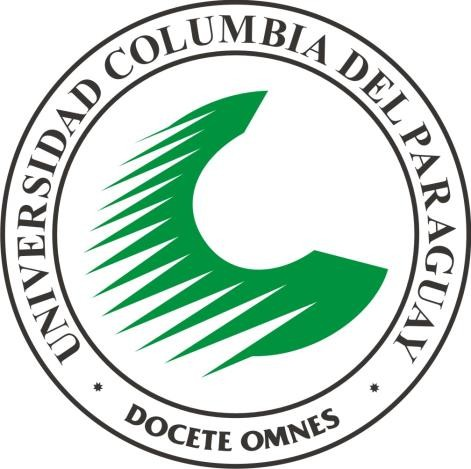 UNIVERSIDAD COLUMBIA DEL PARAGUAY
DOCETE OMNES